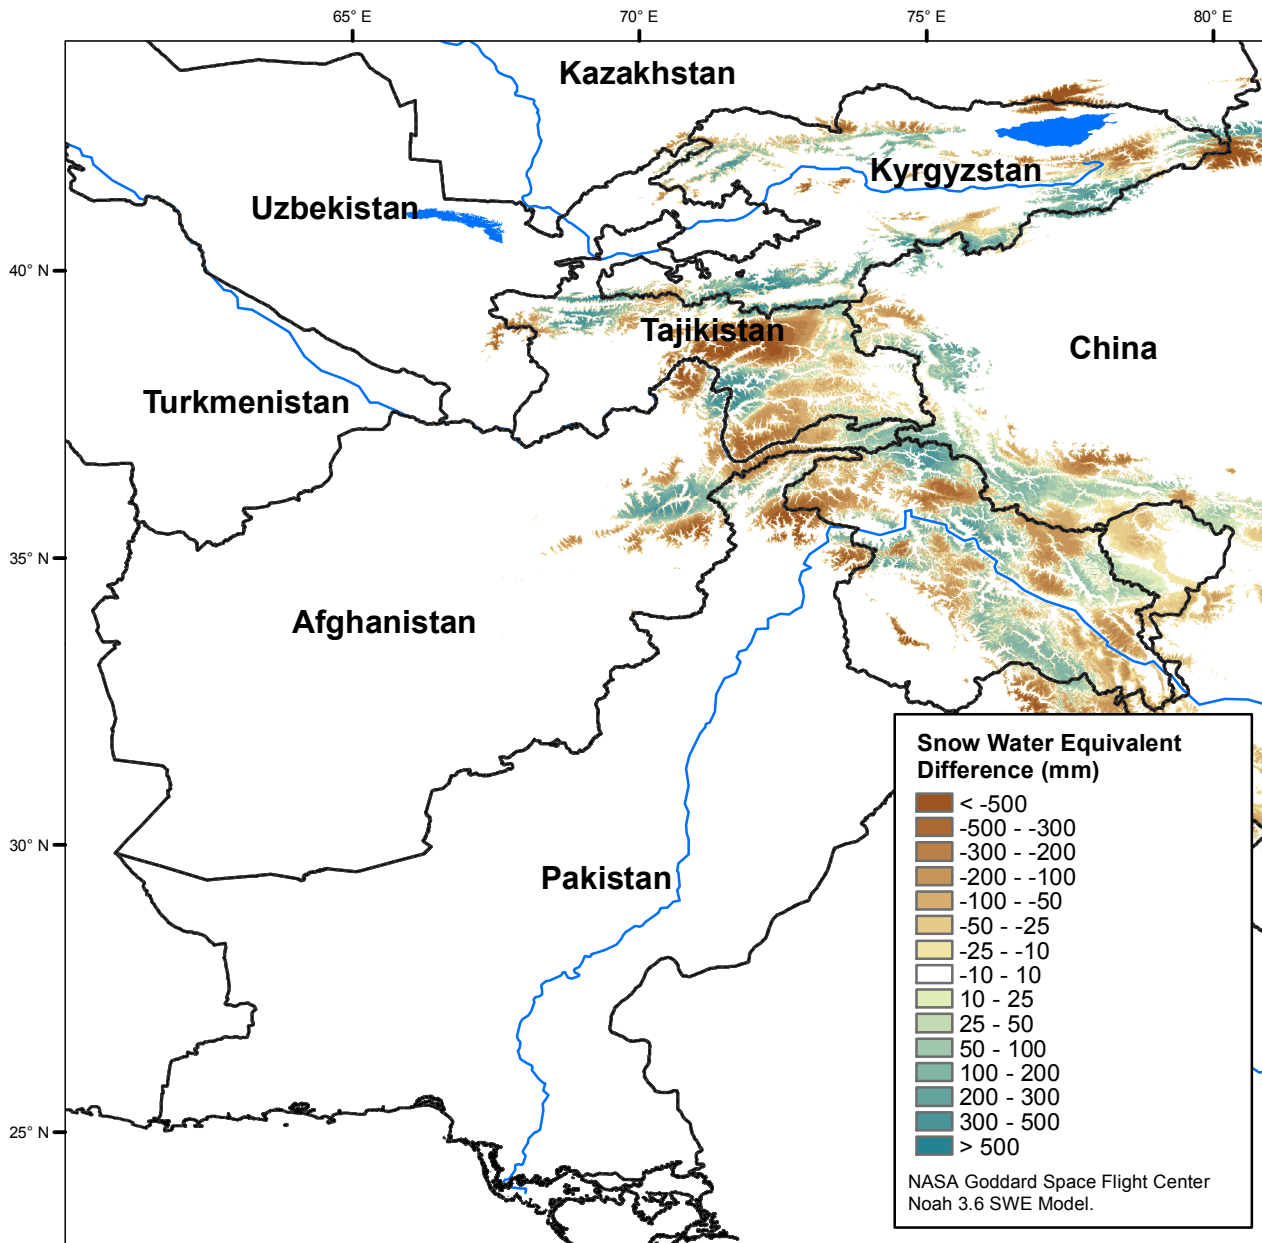 65° E
70° E
75° E
80° E
Kazakhstan
Kyrgyzstan
Uzbekistan
40° N
Tajikistan
China
Turkmenistan
35° N
Afghanistan
30° N
Pakistan
25° N
Snow Water Equivalent
Difference (mm)
< -500
-500 - -300
-300 - -200
-200 - -100
-100 - -50
-50 - -25
-25 - -10
-10 - 10
10 - 25
25 - 50
50 - 100
100 - 200
200 - 300
300 - 500
> 500
NASA Goddard Space Flight Center
Noah 3.6 SWE Model.